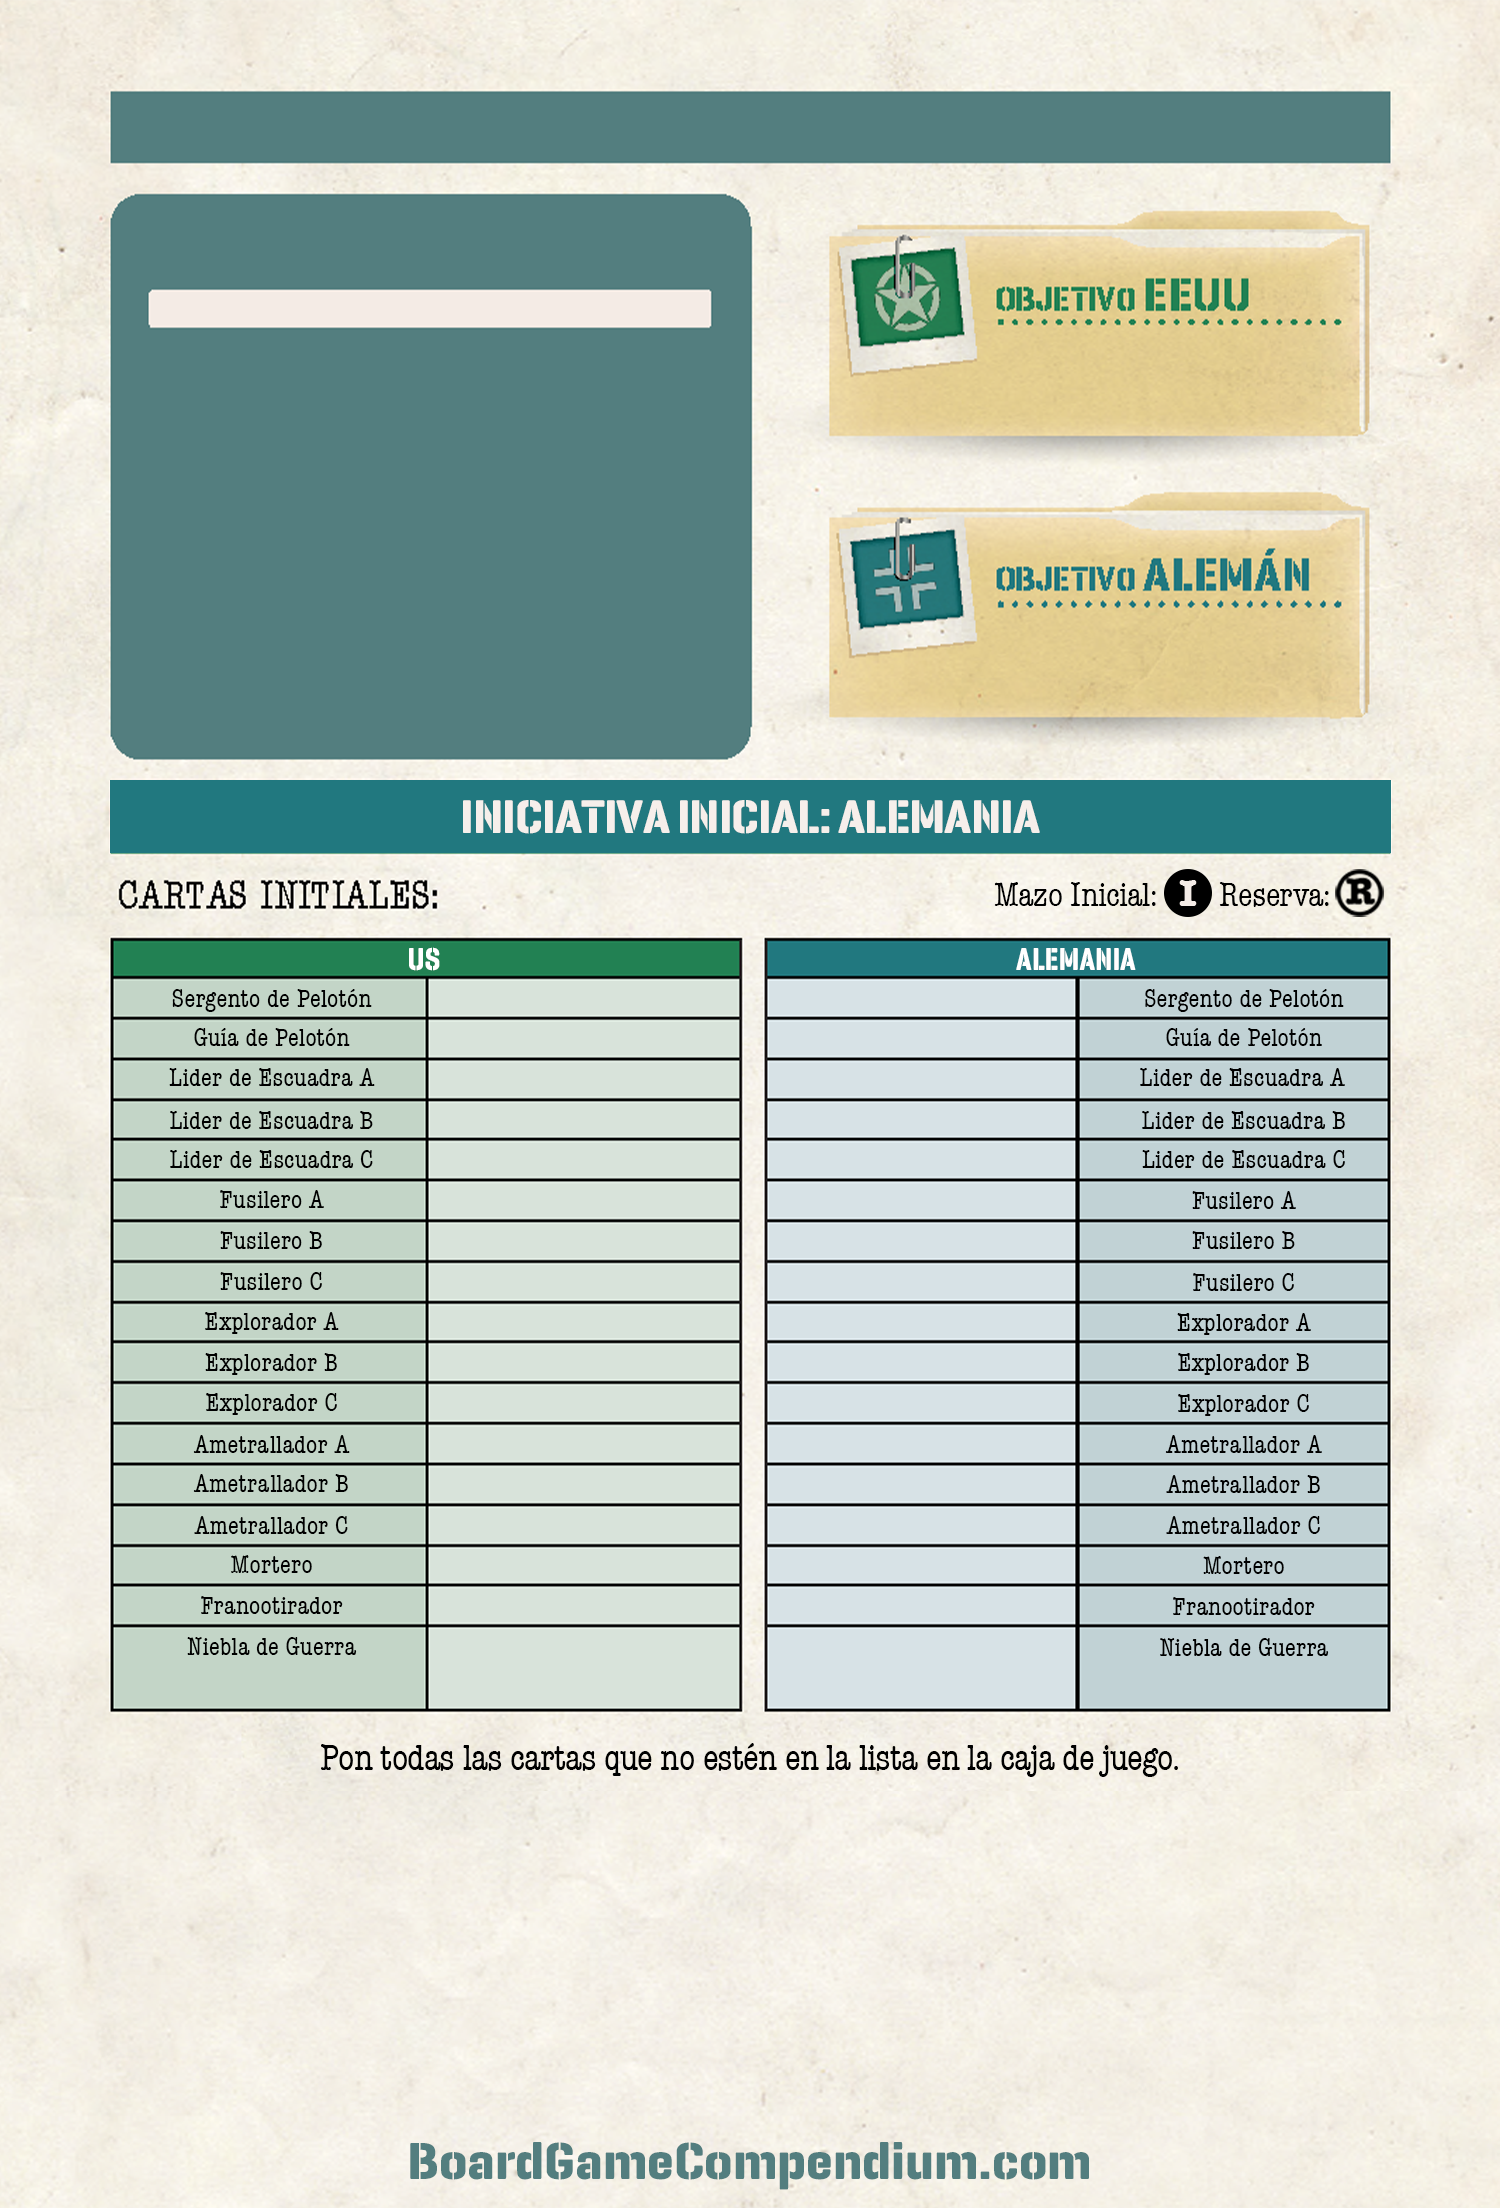 OBJETIVO EEUU
OBJETIVO ALEMÁN
INICIATIVA INICIAL: ALEMANIA
CARTAS INITIALES:
Mazo Inicial: I Reserva: R
US
Sergento de Pelotón
Guía de Pelotón
Lider de Escuadra A
Lider de Escuadra B
Lider de Escuadra C
Fusilero A
Fusilero B
Fusilero C
Explorador A
Explorador B
Explorador C
Ametrallador A
Ametrallador B
Ametrallador C
Mortero
Franootirador
Niebla de Guerra
ALEMANIA
Sergento de Pelotón
Guía de Pelotón
Lider de Escuadra A
Lider de Escuadra B
Lider de Escuadra C
Fusilero A
Fusilero B
Fusilero C
Explorador A
Explorador B
Explorador C
Ametrallador A
Ametrallador B
Ametrallador C
Mortero
Franootirador
Niebla de Guerra
Pon todas las cartas que no estén en la lista en la caja de juego.
BoardGameCompendium.com